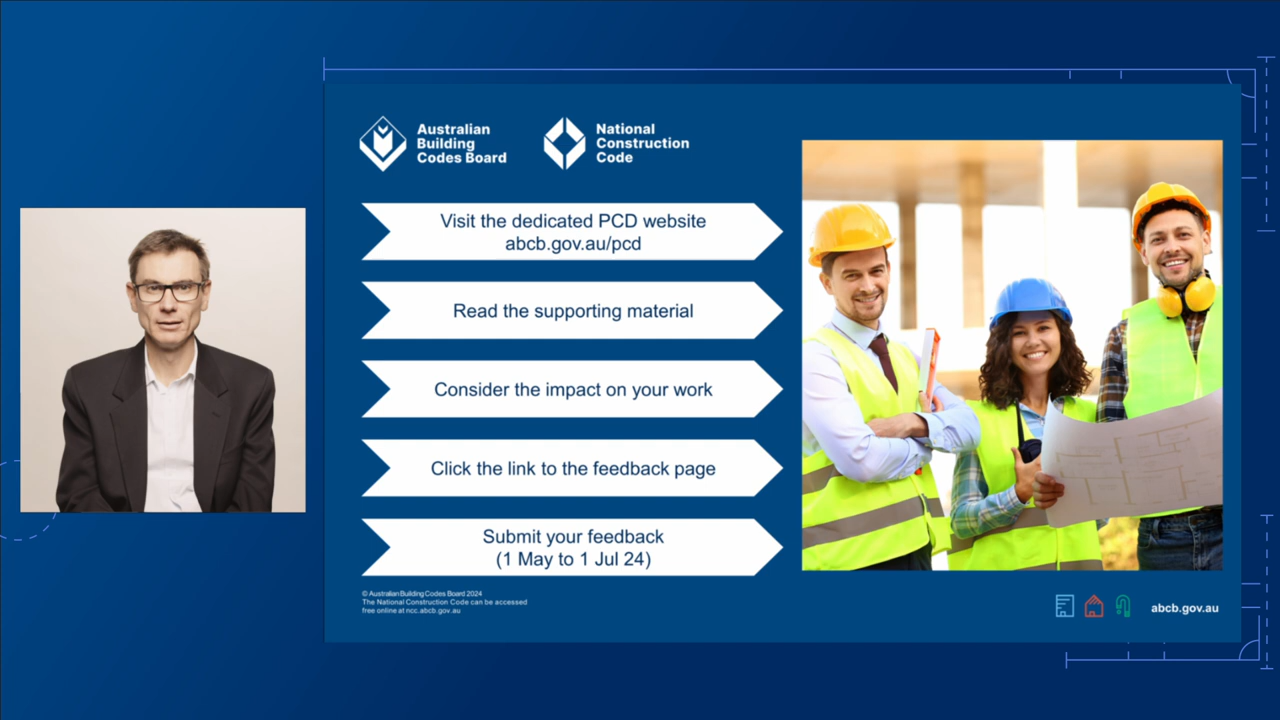 Australian
Building
Codes Board
National
Construction
Code
Visit the dedicated PCD website
abcb.gov.au/pcd
Read the supporting material
Consider the impact on your work
Click the link to the feedback page
Submit your feedback
(1 May to 1 Jul 24)
© Australian Building Codes Board 2024
The National Construction Code can be accessed
free online at ncc.abcb.gov.au
abcb.gov.au